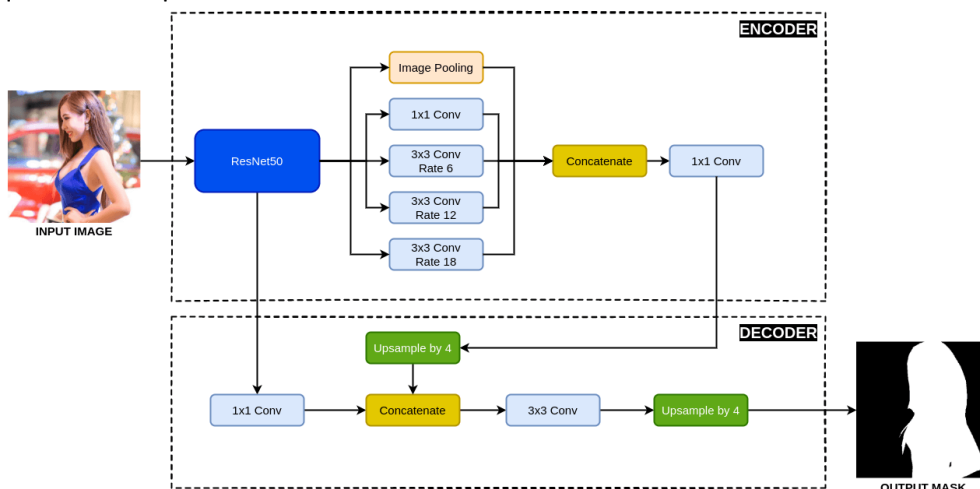 ENCODER
Image Pooling
1x1 Conv
ResNet50
3x3 Conv
Rate 6
Concatenate
1x1 Conv
3x3 Conv
Rate 12
INPUT IMAGE
3x3 Conv
Rate 18
DECODER
Upsample by 4
1x1 Conv
Concatenate
3x3 Conv
Upsample by 4
OUTPUT MASK